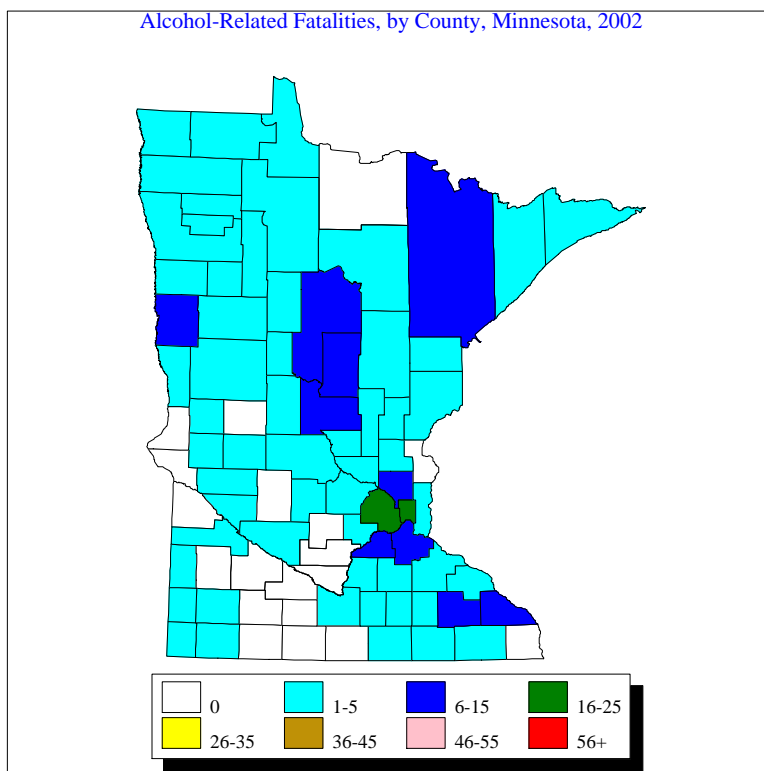 Alcohol-Related Fatalities, by County, Minnesota, 2002
0 1-5 6-15 16-25
26-35 36-45 46-55 56+